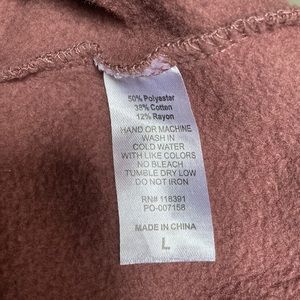 50% Polyester
38% Cotton
12% Rayon
HAND OR MACHINE
WASH IN
COLD WATER
WITH LIKE COLORS
NO BLEACH
TUMBLE DRY LOW
DO NOT IRON
RN# 118391
PO-007158
MADE IN CHINA
L